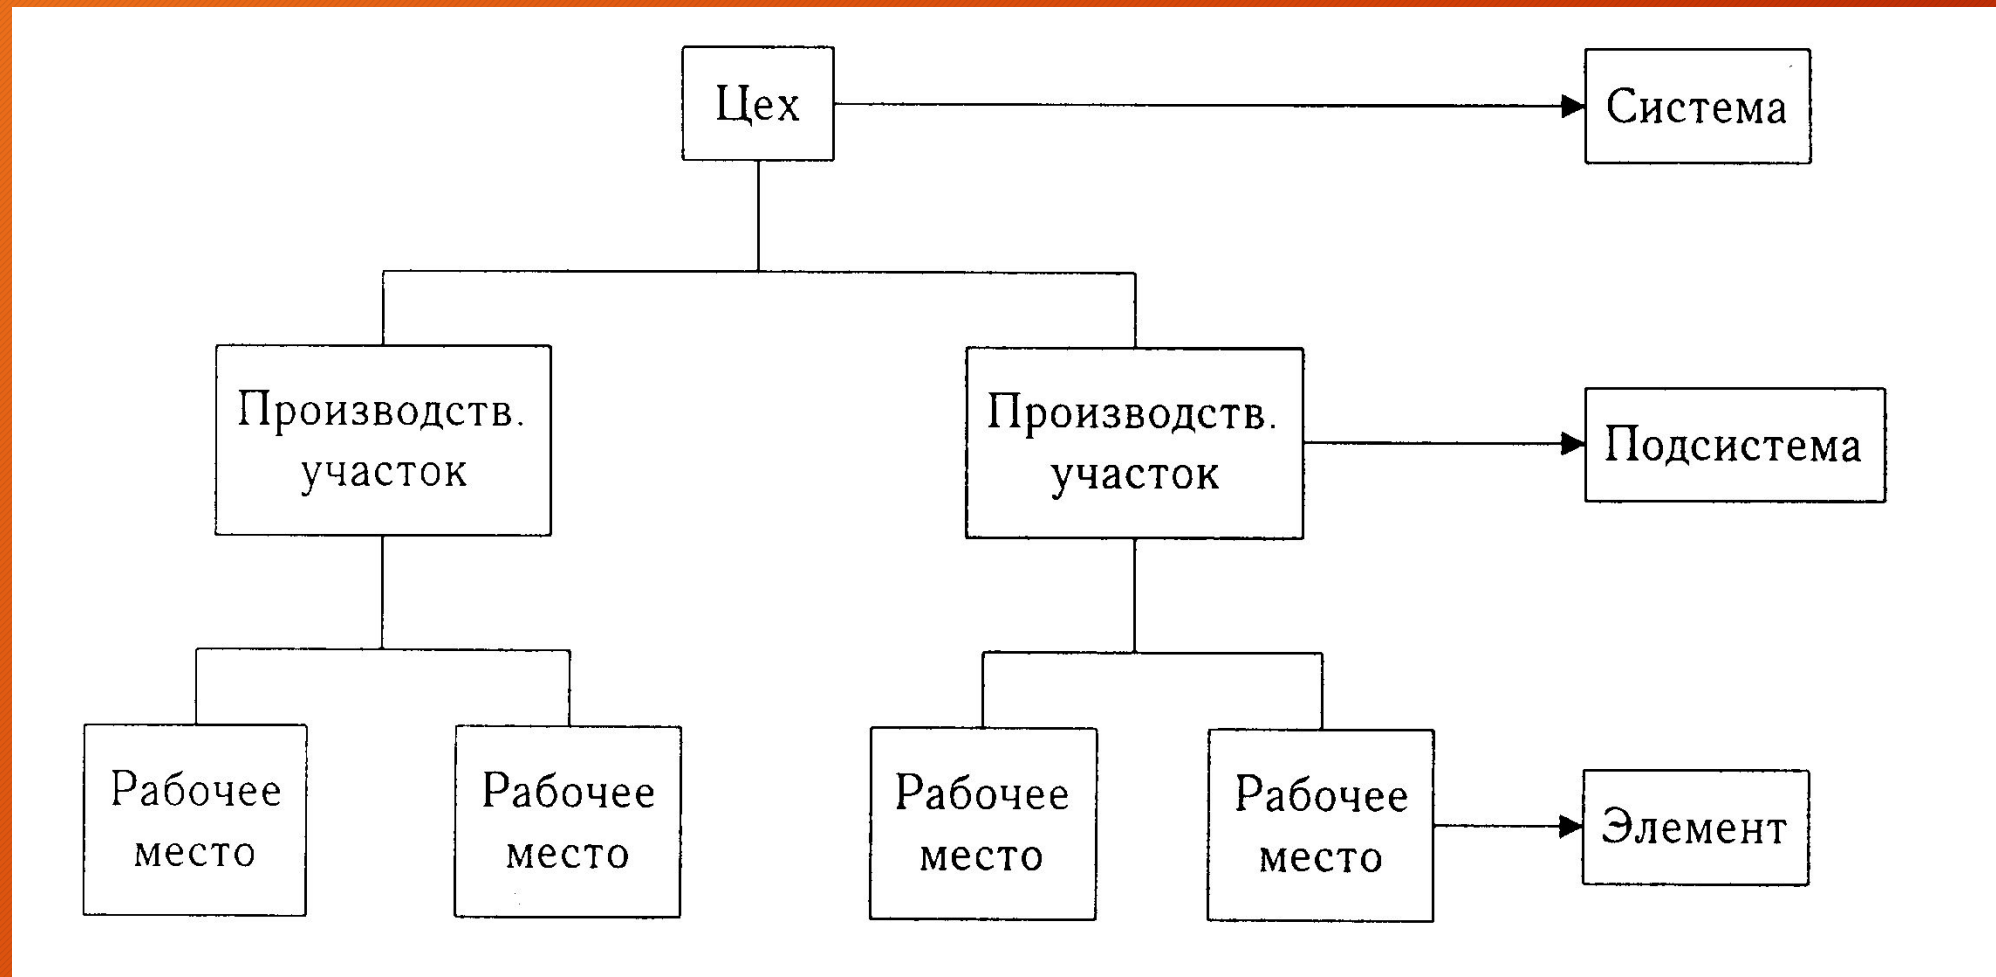 Цех
Система
Производств.
участок
Производств.
участок
Подсистема
Рабочее
место
Рабочее
место
Рабочее
место
Рабочее
место
Элемент